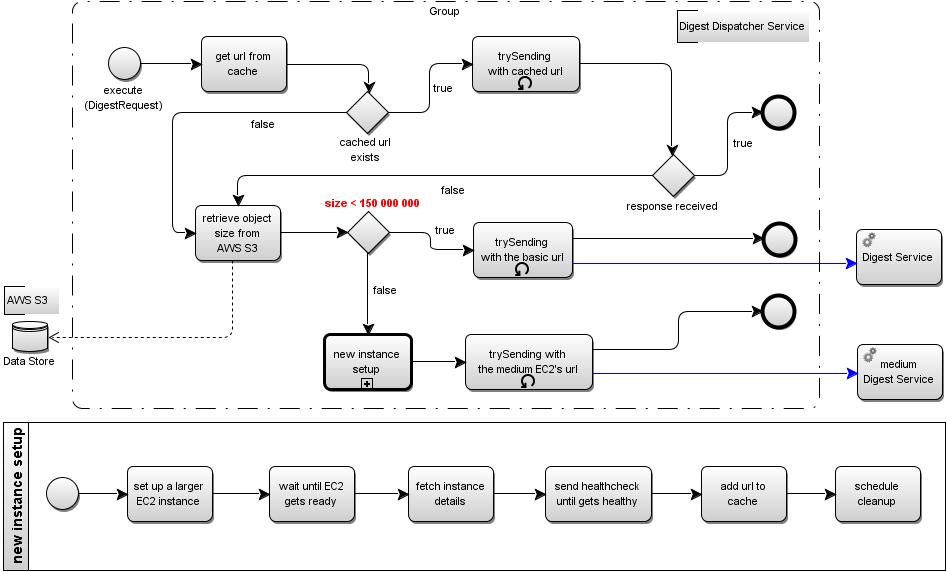 Group
Digest Dispatcher Service
get url from
cache
trySending
with cached url
execute
(DigestRequest)
true
false
cached url
exists
true
false
response received
size < 150 000 000
retrieve object
size from
AWS S3
true
trySending
with the basic url
Digest Service
false
AWS S3
Data Store
new instance
setup
trySending with
the medium EC2's url
medium
Digest Service
new instance setup
set up a larger
EC2 instance
wait until EC2
gets ready
fetch instance
details
send healthcheck
until gets healthy
add url to
cache
schedule
cleanup